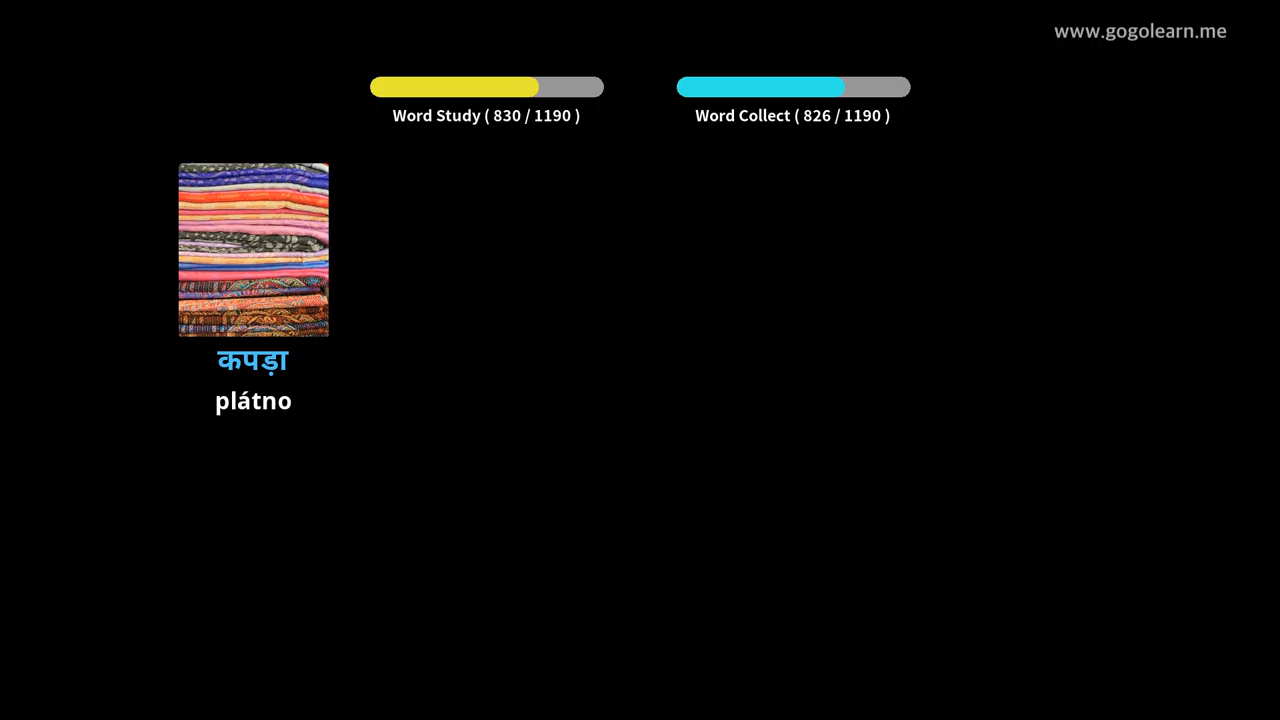 www.gogolearn.me
Word Study ( 830 / 1190 )
Word Collect ( 826 / 1190 )
कपड़ा
plátno